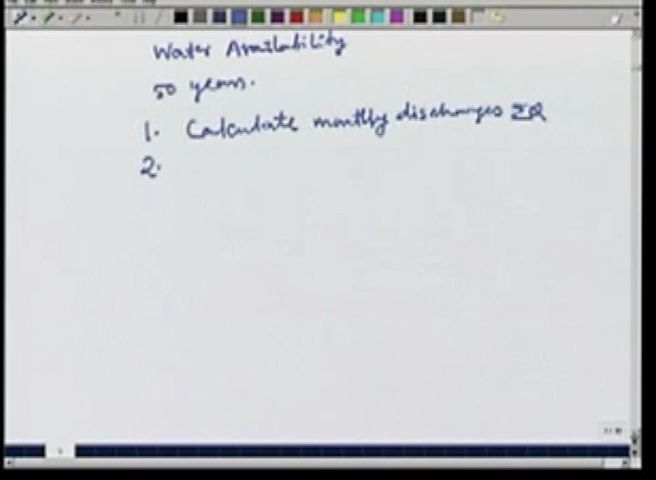 Water Availability
50 years.
1. Calculate monthly discharges ΣQ
2.